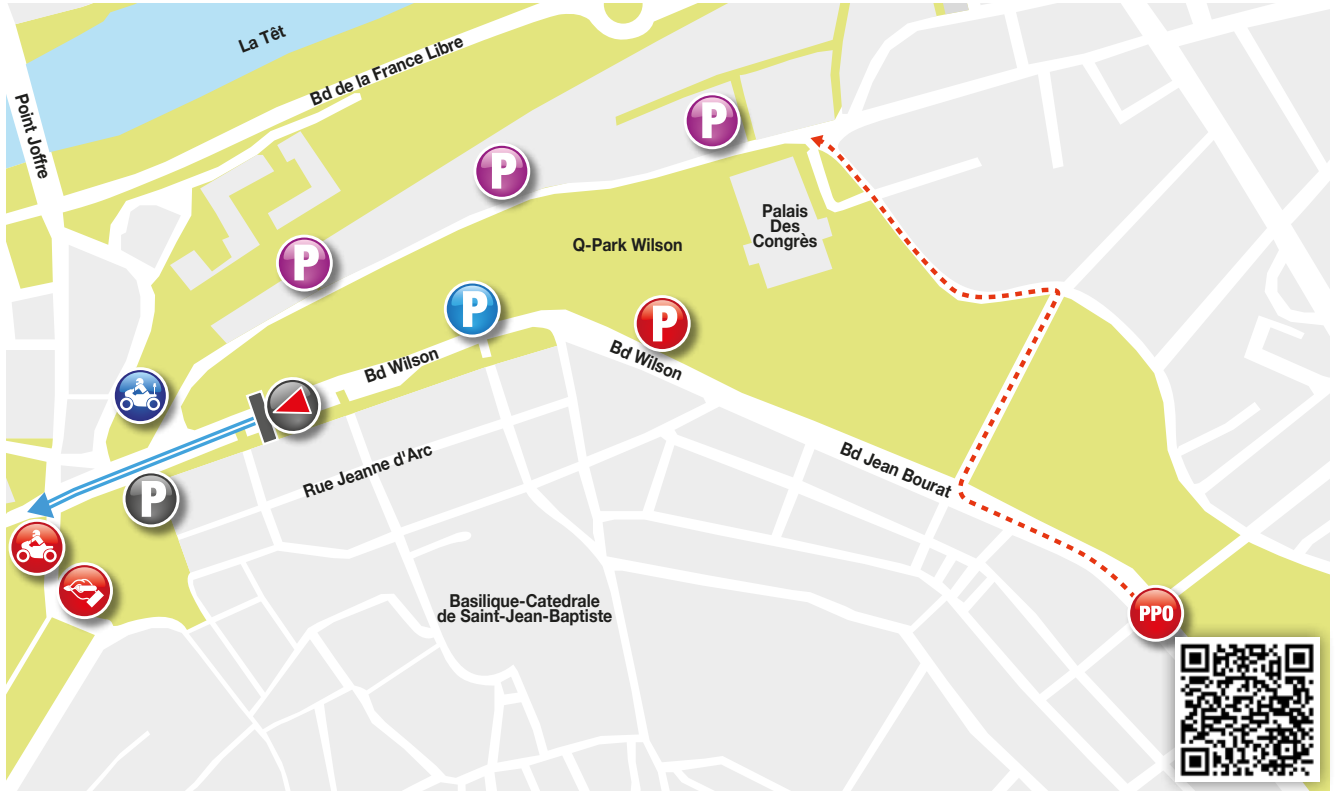 La Têt
Bd de la France Libre
Point Joffre
P
P
P
Palais
Des
Congrès
Q-Park Wilson
P
P
Bd Wilson
Bd Wilson
Rue Jeanne d'Arc
Bd Jean Bourat
P
Basilique-Catedrale
de Saint-Jean-Baptiste
PPO